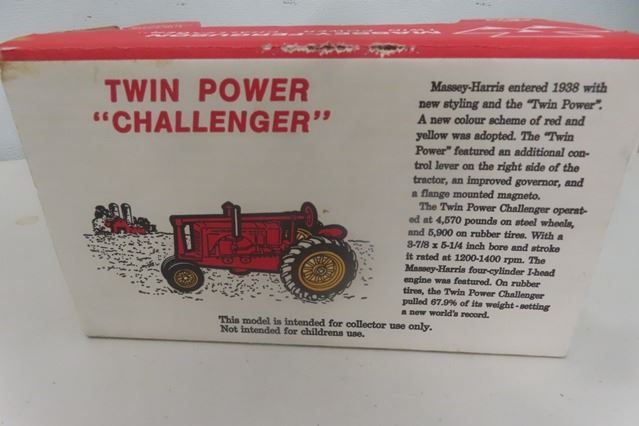 TWIN POWER
“CHALLENGER”
Massey-Harris entered 1938 with
new styling and the “Twin Power”.
A new colour scheme of red and
yellow was adopted. The “Twin
Power” featured an additional con-
trol lever on the right side of the
tractor, an improved governor, and
a flange mounted magneto.
The Twin Power Challenger operat-
ed at 4,570 pounds on steel wheels,
and 5,900 on rubber tires. With a
3-7/8 x 5-1/4 inch bore and stroke
it rated at 1200-1400 rpm. The
Massey-Harris four-cylinder I-head
engine was featured. On rubber
tires, the Twin Power Challenger
pulled 67.9% of its weight-setting
a new world's record.
This model is intended for collector use only.
Not intended for childrens use.